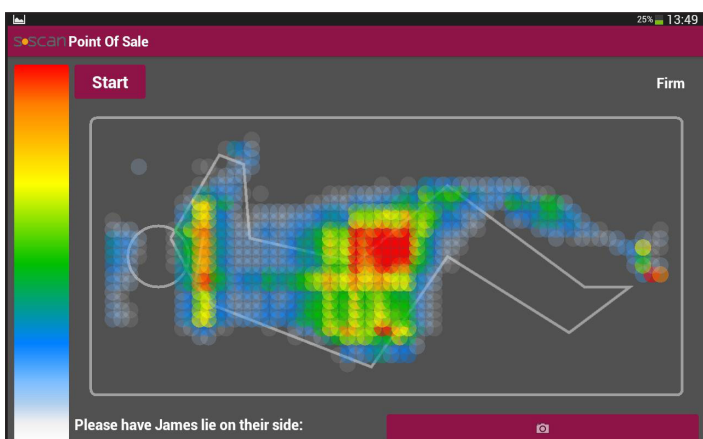 25% 13:49
s•scan Point Of Sale
Start
Firm
Please have James lie on their side: